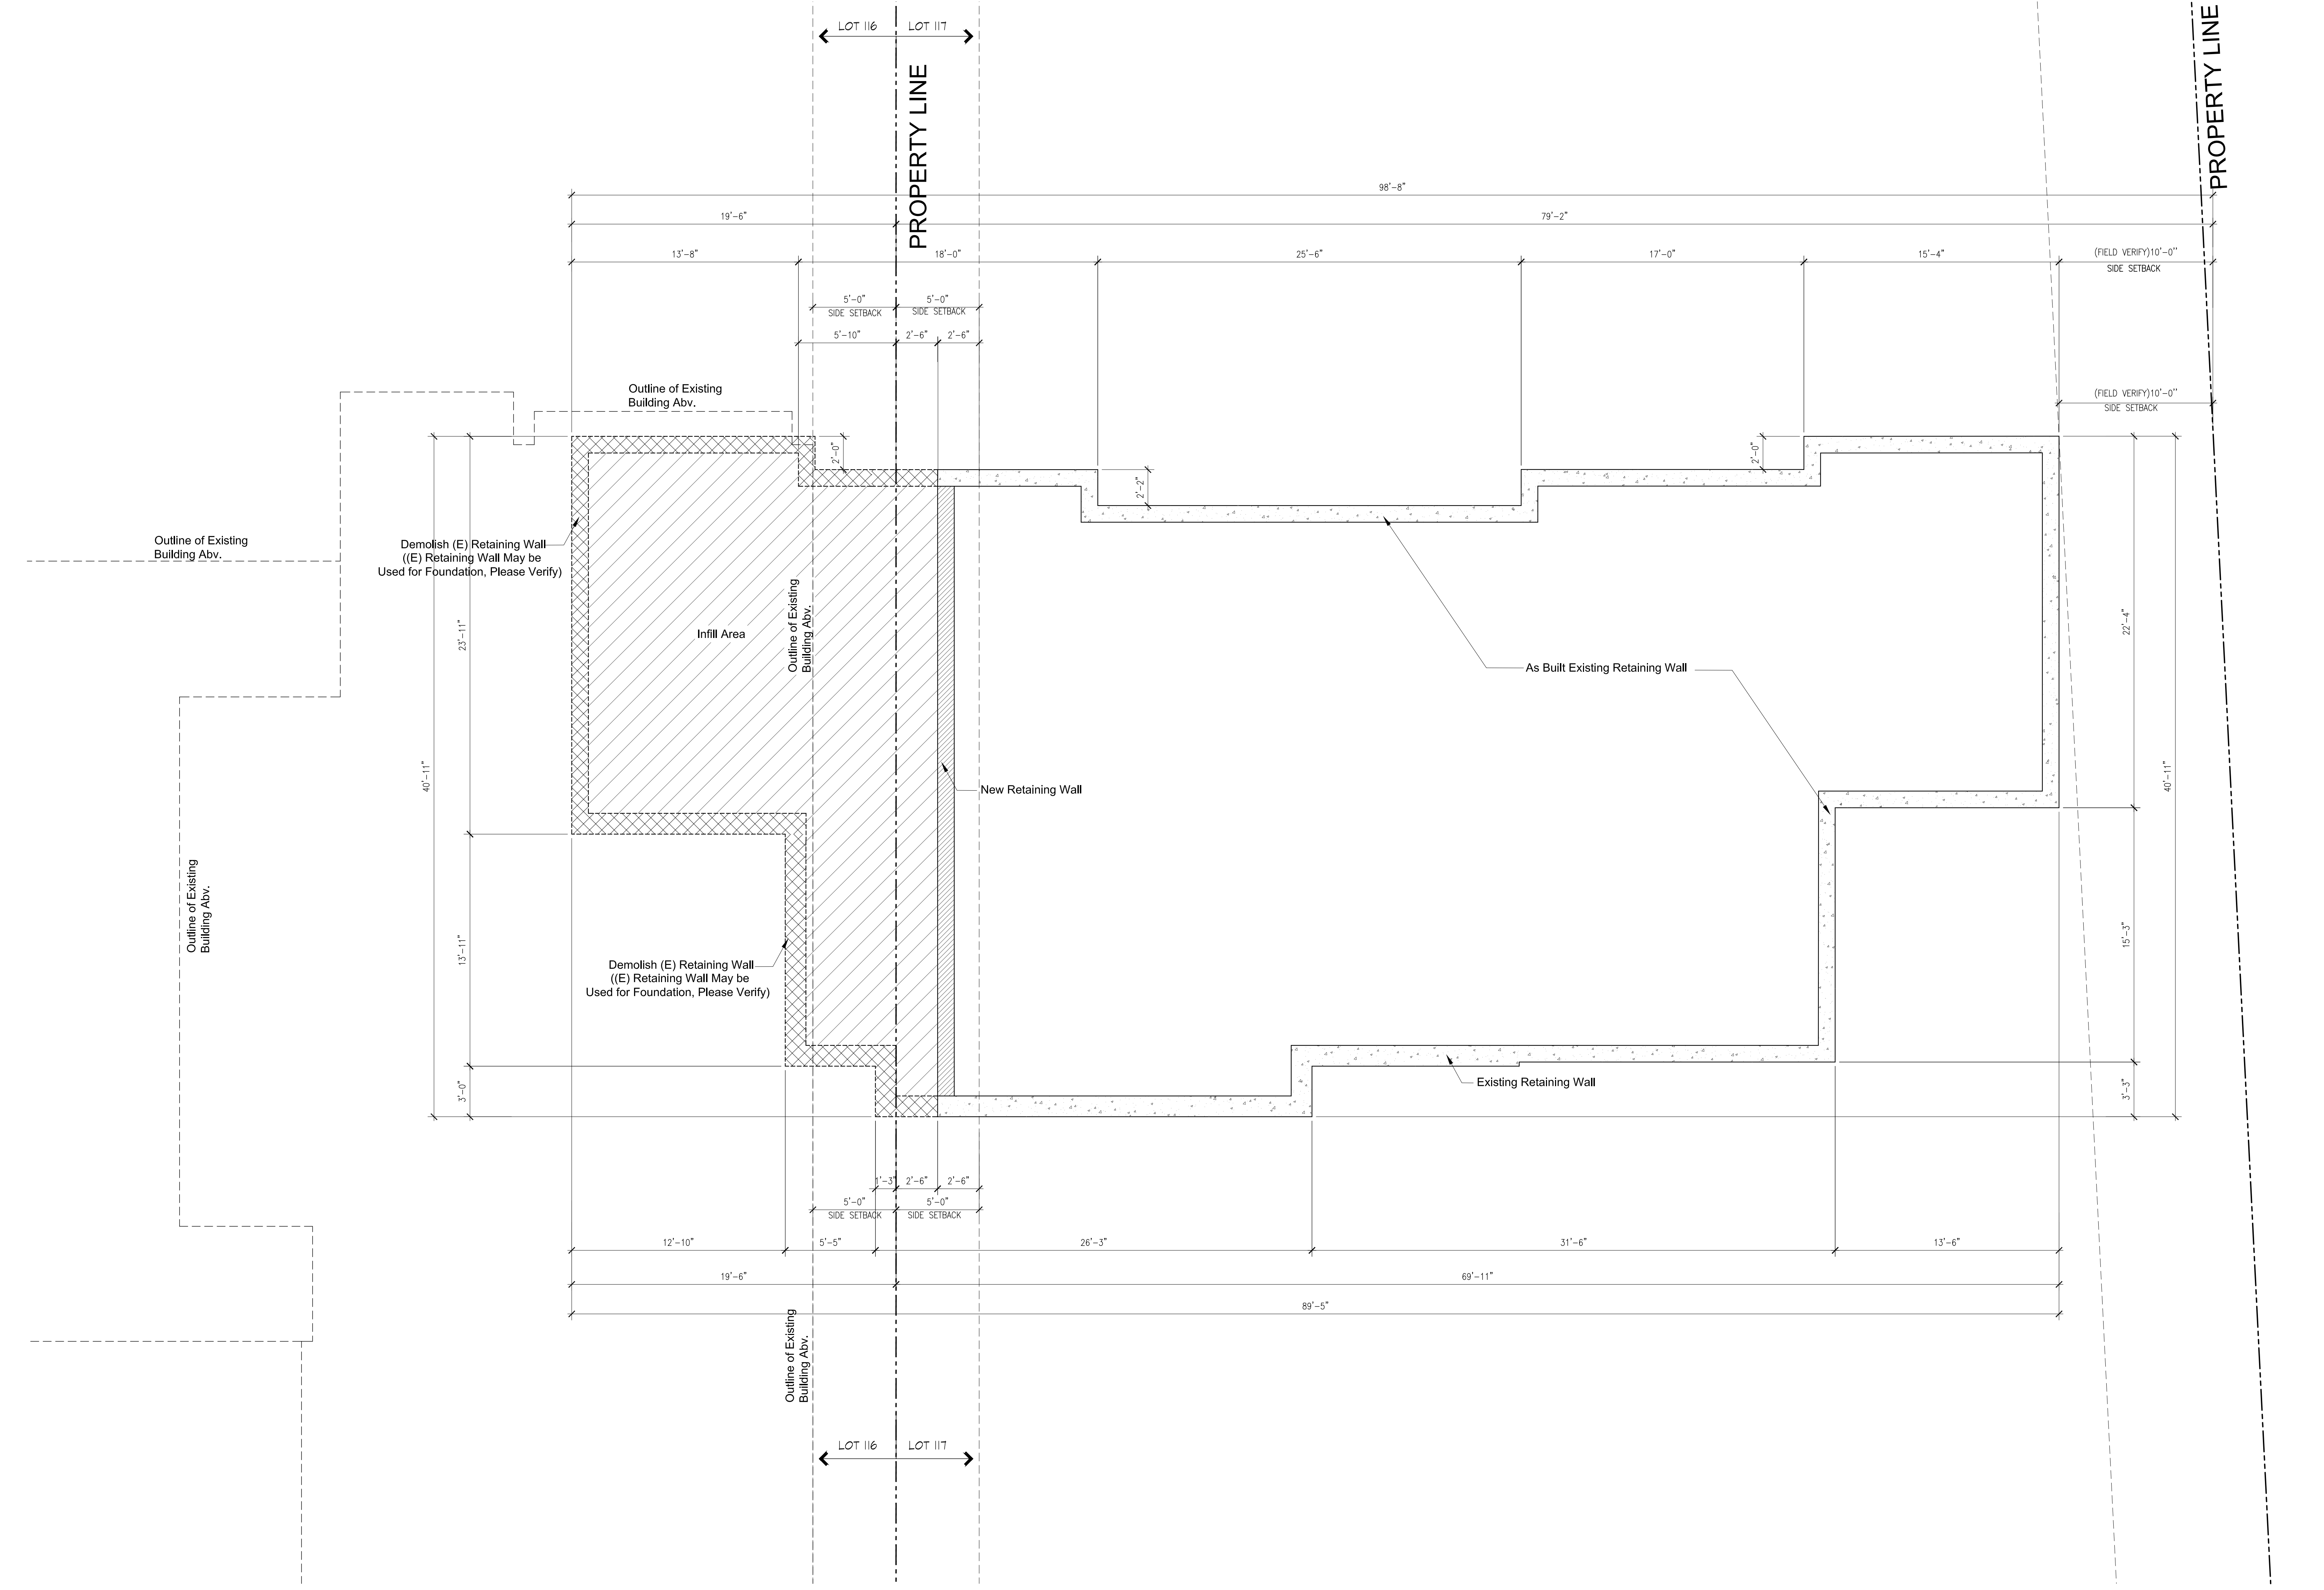 LOT 116
LOT 117
PROPERTY LINE
PROPERTY LINE
98'-8"
19'-6"
79'-2"
13'-8"
18'-0"
25'-6"
17'-0"
15'-4"
(FIELD VERIFY)10'-0"
SIDE SETBACK
5'-0"
SIDE SETBACK
5'-0"
SIDE SETBACK
5'-10"
2'-6"
2'-6"
(FIELD VERIFY)10'-0"
SIDE SETBACK
Outline of Existing
Building Abv.
2'-0"
2'-2"
2'-0"
Outline of Existing
Building Abv.
Demolish (E) Retaining Wall
((E) Retaining Wall May be
Used for Foundation, Please Verify)
23'-11"
40'-11"
Infill Area
Outline of Existing
Building Abv.
As Built Existing Retaining Wall
22'-4"
40'-11"
New Retaining Wall
Outline of Existing
Building Abv.
13'-11"
Demolish (E) Retaining Wall
((E) Retaining Wall May be
Used for Foundation, Please Verify)
15'-3"
Existing Retaining Wall
3'-0"
3'-3"
1'-3"
2'-6"
2'-6"
5'-0"
SIDE SETBACK
5'-0"
SIDE SETBACK
12'-10"
5'-5"
26'-3"
31'-6"
13'-6"
19'-6"
69'-11"
89'-5"
Outline of Existing
Building Abv.
LOT 116
LOT 117